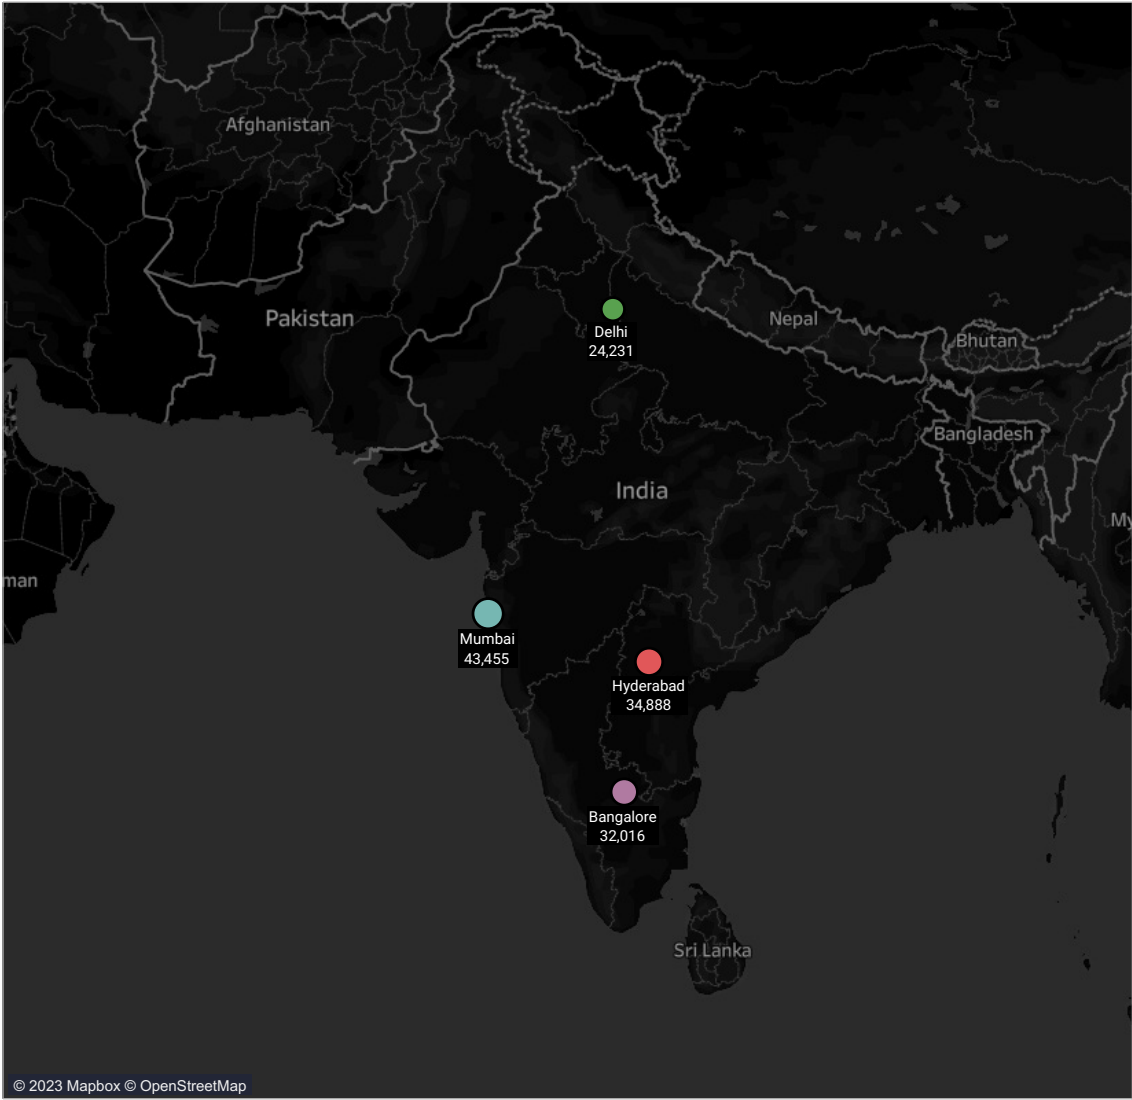 Afghanistan
Pakistan
Nepal
Bhutan
Delhi
24,231
Bangladesh
India
My
man
Mumbai
43,455
Hyderabad
34,888
Bangalore
32,016
Sri Lanka
© 2023 Mapbox © OpenStreetMap